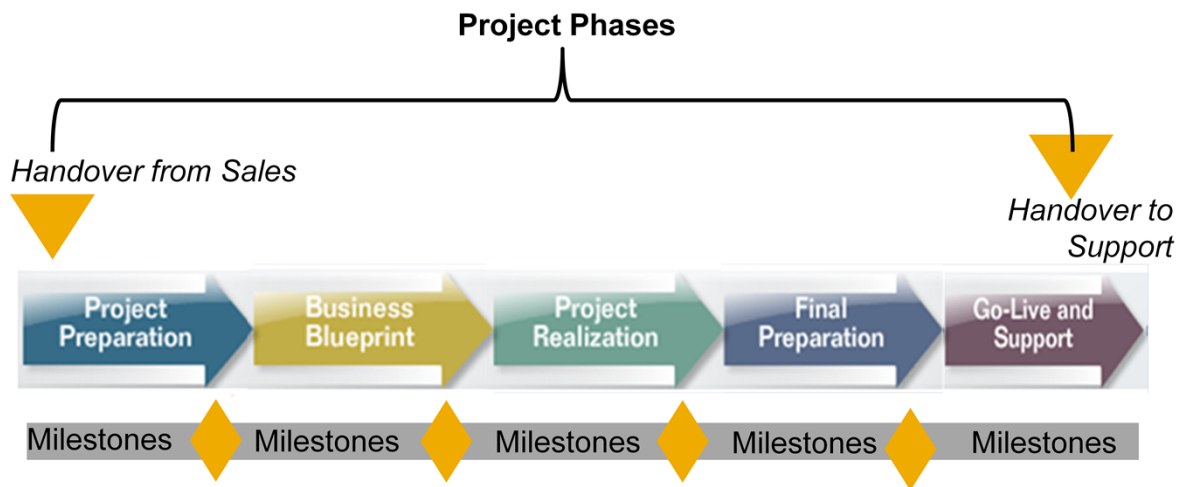 Project Phases
Handover from Sales
Handover to
Support
Project
Preparation
Business
Blueprint
Project
Realization
Final
Preparation
Go-Live and
Support
Milestones
Milestones
Milestones
Milestones
Milestones